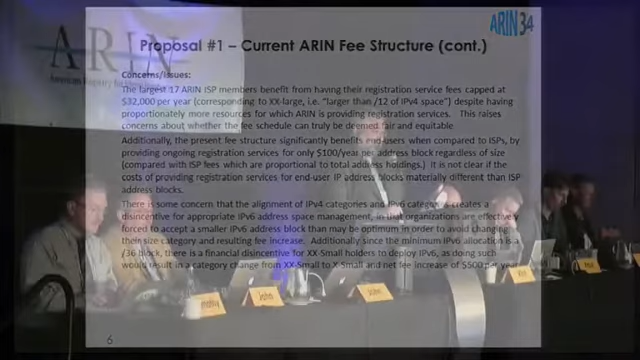 ARIN34
Proposal #1 – Current ARIN Fee Structure (cont.)
ARIN
Concerns/Issues:
The largest 17 ARIN ISP members benefit from having their registration service fees capped at
$32,000 per year (corresponding to XX-large, i.e. "larger than /12 of IPv4 space") despite having
proportionately more resources for which ARIN is providing registration services. This raises
concerns about whether the fee schedule can truly be deemed fair and equitable
Additionally, the present fee structure significantly benefits end-users when compared to ISPs, by
providing ongoing registration services for only $100/year per address block regardless of size
(compared with ISP fees which are proportional to total address holdings.) It is not clear if the
costs of providing registration services for end-user IP address blocks materially different than ISP
address blocks.
There is some concern that the alignment of IPv4 categories and IPv6 categories creates a
disincentive for appropriate IPv6 address space management, in that organizations are effectively
forced to accept a smaller IPv6 address block than may be optimum in order to avoid changing
their size category and resulting fee increase. Additionally since the minimum IPv6 allocation is a
/36 block, there is a financial disincentive for XX-Small holders to deploy IPv6, as doing such
would result in a category change from XX-Small to X-Small and net fee increase of $500 per year
John
6